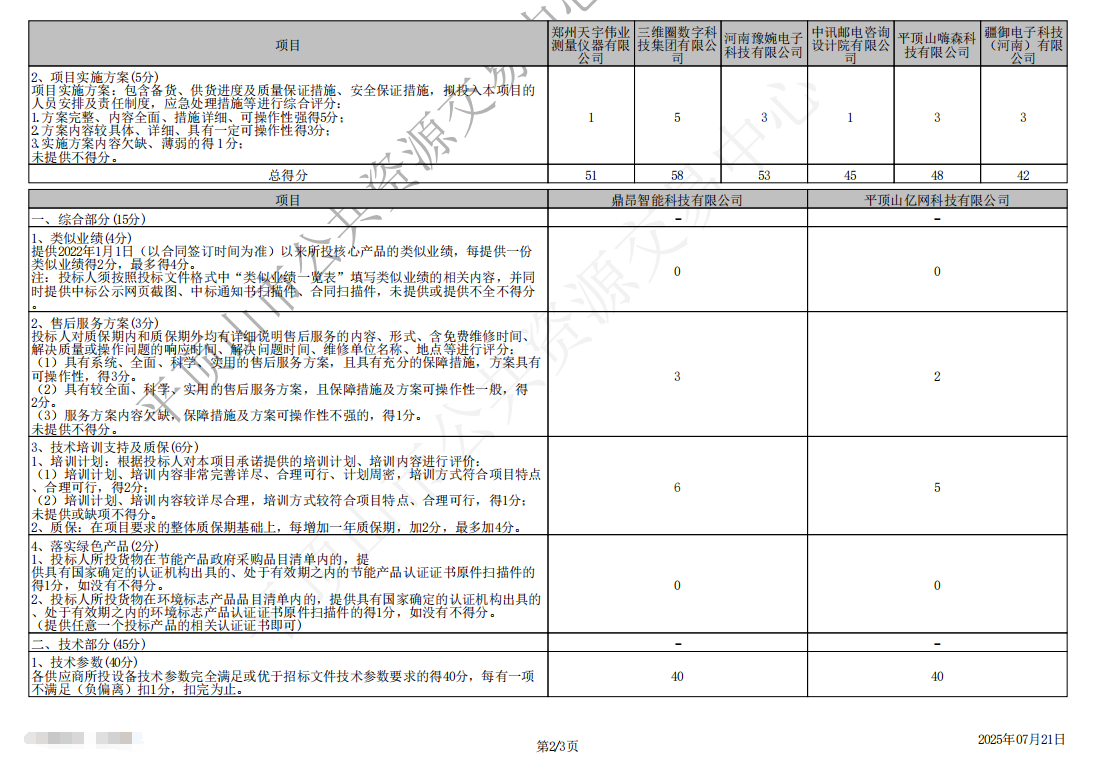 项目
郑州天宇伟业
测量仪器有限
公司
三维圈数字科
技集团有限公
司
河南豫婉电子
科技有限公司
中讯邮电咨询
设计院有限公
司
平顶山嗨森科
技有限公司
疆御电子科技
（河南）有限
公司
2、项目实施方案(5分)
项目实施方案：包含备货、供货进度及质量保证措施、安全保证措施，拟投入本项目的
人员安排及责任制度，应急处理措施等进行综合评分：
1.方案完整、内容全面、措施详细、可操作性强得5分；
2.方案内容较具体、详细、具有一定可操作性得3分；
3.实施方案内容欠缺、薄弱的得1分；
未提供不得分。
1
5
3
1
3
3
总得分
51
58
53
45
48
42
项目
鼎昂智能科技有限公司
平顶山亿网科技有限公司
一、综合部分(15分)
-
-
1、类似业绩(4分)
提供2022年1月1日（以合同签订时间为准）以来所投核心产品的类似业绩，每提供一份
类似业绩得2分，最多得4分。
注：投标人须按照投标文件格式中“类似业绩一览表”填写类似业绩的相关内容，并同
时提供中标公示网页截图、中标通知书扫描件、合同扫描件，未提供或提供不全不得分
。
0
0
2、售后服务方案(3分)
投标人对质保期内和质保期外均有详细说明售后服务的内容、形式、含免费维修时间、
解决质量或操作问题的响应时间、解决问题时间、维修单位名称、地点等进行评分：
（1）具有系统、全面、科学、实用的售后服务方案，且具有充分的保障措施，方案具有
可操作性，得3分。
（2）具有较全面、科学、实用的售后服务方案，且保障措施及方案可操作性一般，得
2分。
（3）服务方案内容欠缺，保障措施及方案可操作性不强的，得1分。
未提供不得分。
3
2
3、技术培训支持及质保(6分)
1、培训计划：根据投标人对本项目承诺提供的培训计划、培训内容进行评价：
（1）培训计划、培训内容非常完善详尽、合理可行、计划周密，培训方式符合项目特点
、合理可行，得2分；
（2）培训计划、培训内容较详尽合理，培训方式较符合项目特点、合理可行，得1分；
未提供或缺项不得分。
2、质保：在项目要求的整体质保期基础上，每增加一年质保期，加2分，最多加4分。
6
5
4、落实绿色产品(2分)
1、投标人所投货物在节能产品政府采购品目清单内的，提
供具有国家确定的认证机构出具的、处于有效期之内的节能产品认证证书原件扫描件的
得1分，如没有不得分。
2、投标人所投货物在环境标志产品品目清单内的，提供具有国家确定的认证机构出具的
、处于有效期之内的环境标志产品认证证书原件扫描件的得1分，如没有不得分。
（提供任意一个投标产品的相关认证证书即可)
0
0
二、技术部分(45分)
-
-
1、技术参数(40分)
各供应商所投设备技术参数完全满足或优于招标文件技术参数要求的得40分，每有一项
不满足（负偏离）扣1分，扣完为止。
40
40
第2/3页
2025年07月21日
平顶山市公共资源交易中心
平顶山市公共资源交易中心